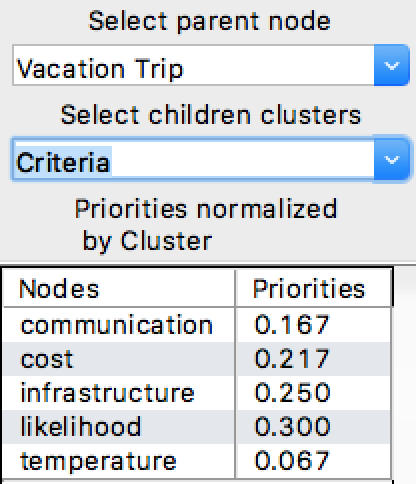 Select parent node
Vacation Trip
Select children clusters
Criteria
Priorities normalized
by Cluster
Nodes Priorities
communication 0.167
cost 0.217
infrastructure 0.250
likelihood 0.300
temperature 0.067